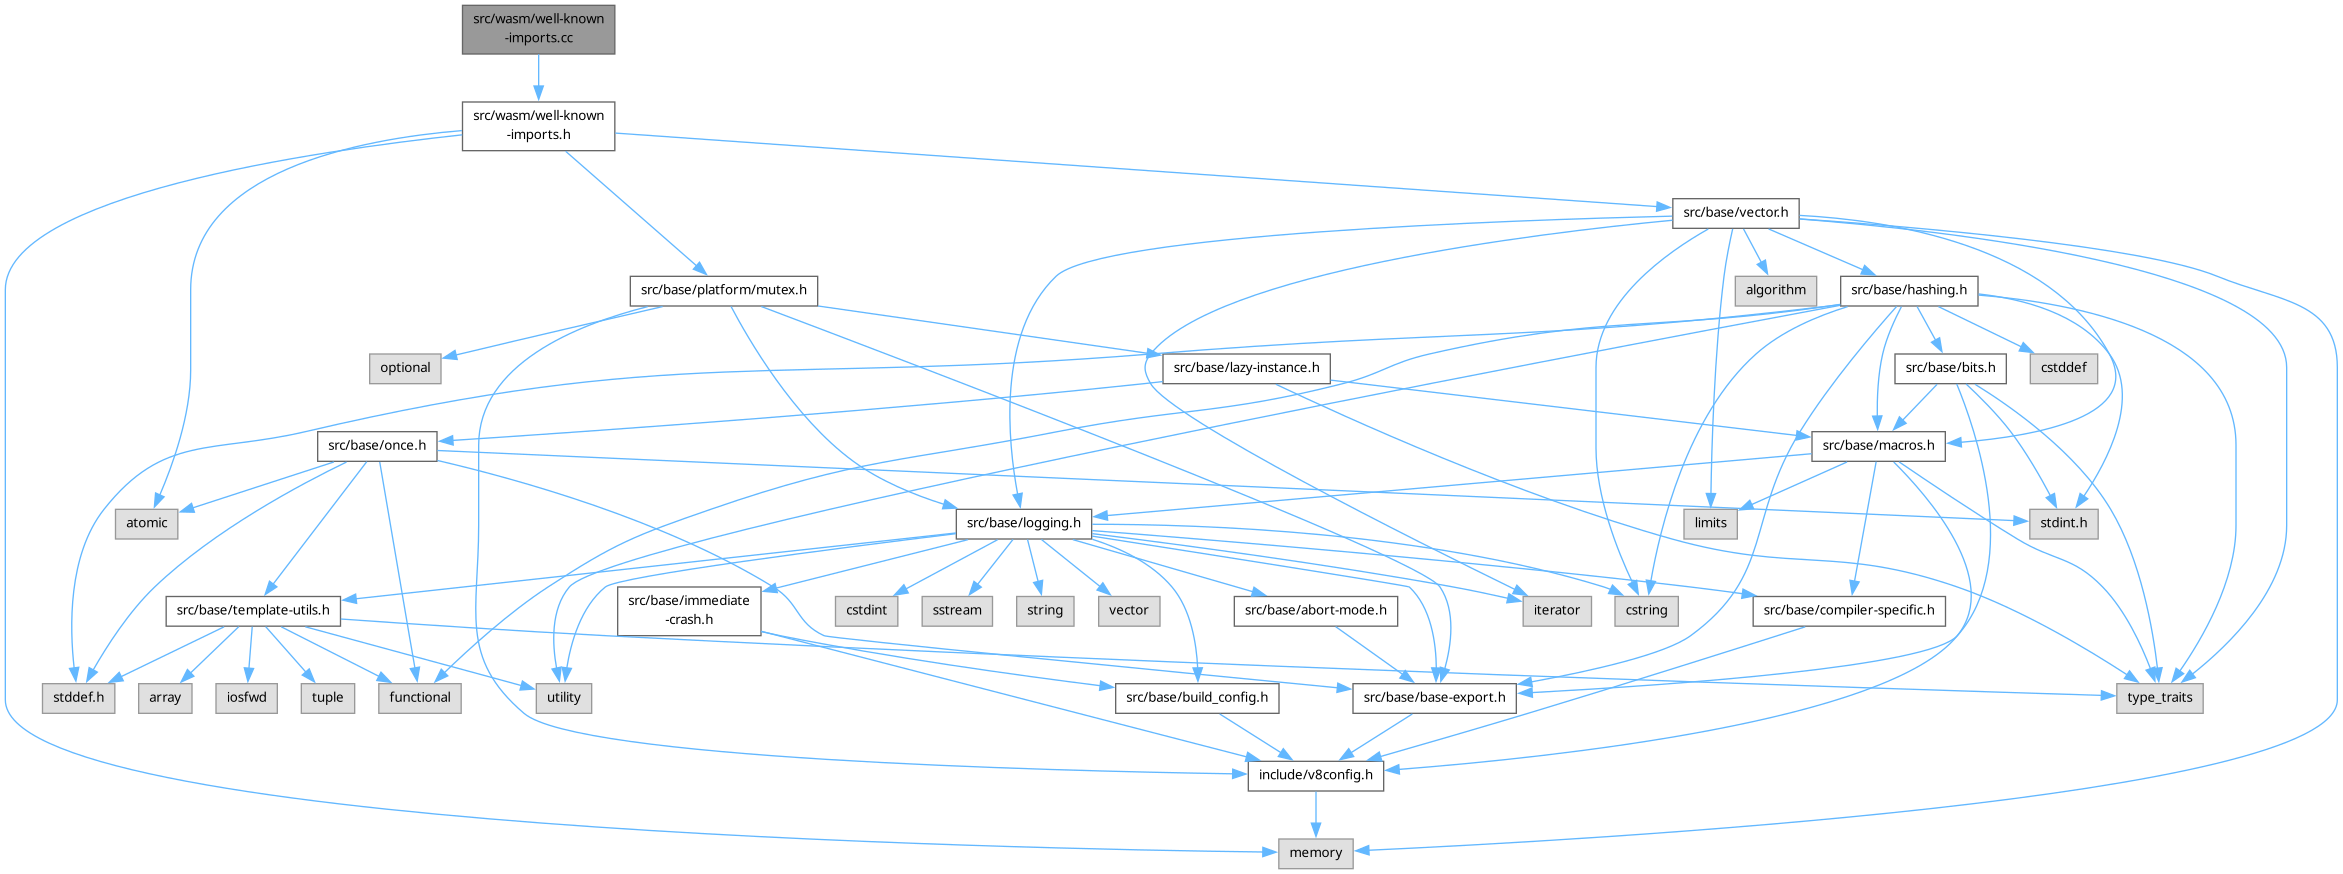 src/wasm/well-known
-imports.cc
src/wasm/well-known
-imports.h
src/base/vector.h
src/base/platform/mutex.h
algorithm
src/base/hashing.h
optional
src/base/lazy-instance.h
src/base/bits.h
cstddef
src/base/once.h
src/base/macros.h
atomic
src/base/logging.h
limits
stdint.h
src/base/template-utils.h
src/base/immediate
-crash.h
cstdint
sstream
string
vector
src/base/abort-mode.h
iterator
cstring
src/base/compiler-specific.h
stddef.h
array
iosfwd
tuple
functional
utility
src/base/build_config.h
src/base/base-export.h
type_traits
include/v8config.h
memory